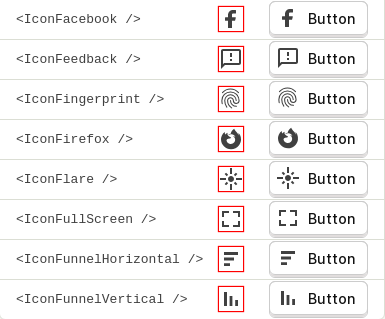 <IconFacebook /> Button
<IconFeedback /> Button
<IconFingerprint /> Button
<IconFirefox /> Button
<IconFlare /> Button
<IconFullScreen /> Button
<IconFunnelHorizontal /> Button
<IconFunnelVertical /> Button